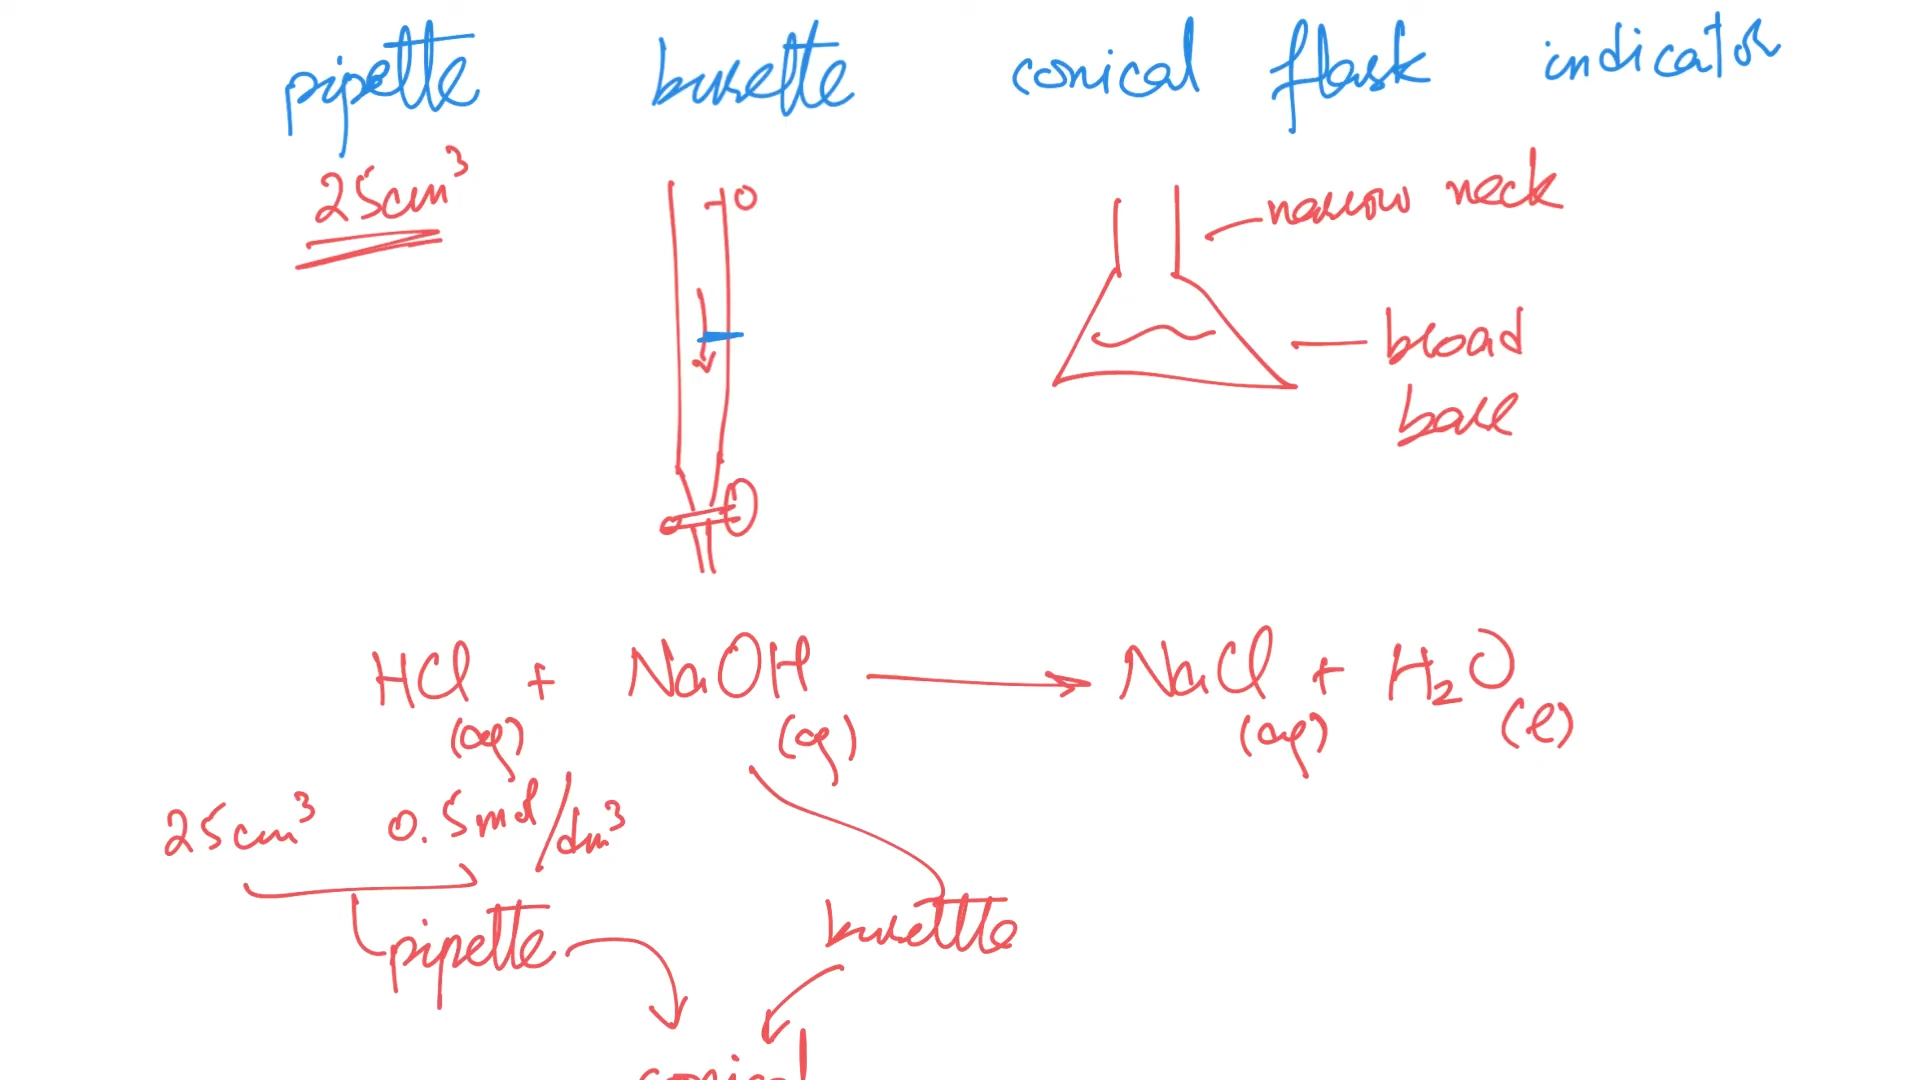 pipette burette conical flask indicator
25cm³
0
narrow neck
broad
base
HCl + NaOH → NaCl + H₂O
(aq) (aq) (aq) (l)
25cm³ 0.5mol/dm³
pipette burette
conical